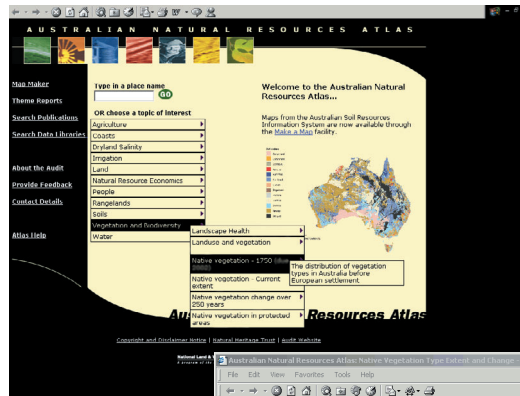 AUSTRALIAN NATURAL RESOURCES ATLAS
Map Maker
Theme Reports
Search Publications
Search Data Libraries
About the Audit
Provide Feedback
Contact Details
Atlas Help
Type in a place name
GO
OR choose a topic of interest
Agriculture
Coasts
Dryland Salinity
Irrigation
Land
Natural Resource Economics
People
Rangelands
Soils
Vegetation and Biodiversity
Water
Landscape Health
Landuse and vegetation
Native vegetation - 1750
Native vegetation - Current
extent
Native vegetation change over
250 years
Native vegetation in protected
areas
The distribution of vegetation
types in Australia before
European settlement
Welcome to the Australian Natural
Resources Atlas...
Maps from the Australian Soil Resources
Information System are now available through
the Make a Map facility.
Au
Resources Atlas
Copyright and Disclaimer Notice | Natural Heritage Trust | Audit Website
National Land &
Australian Natural Resources Atlas: Native Vegetation Type Extent and Change -
File Edit View Favorites Tools Help